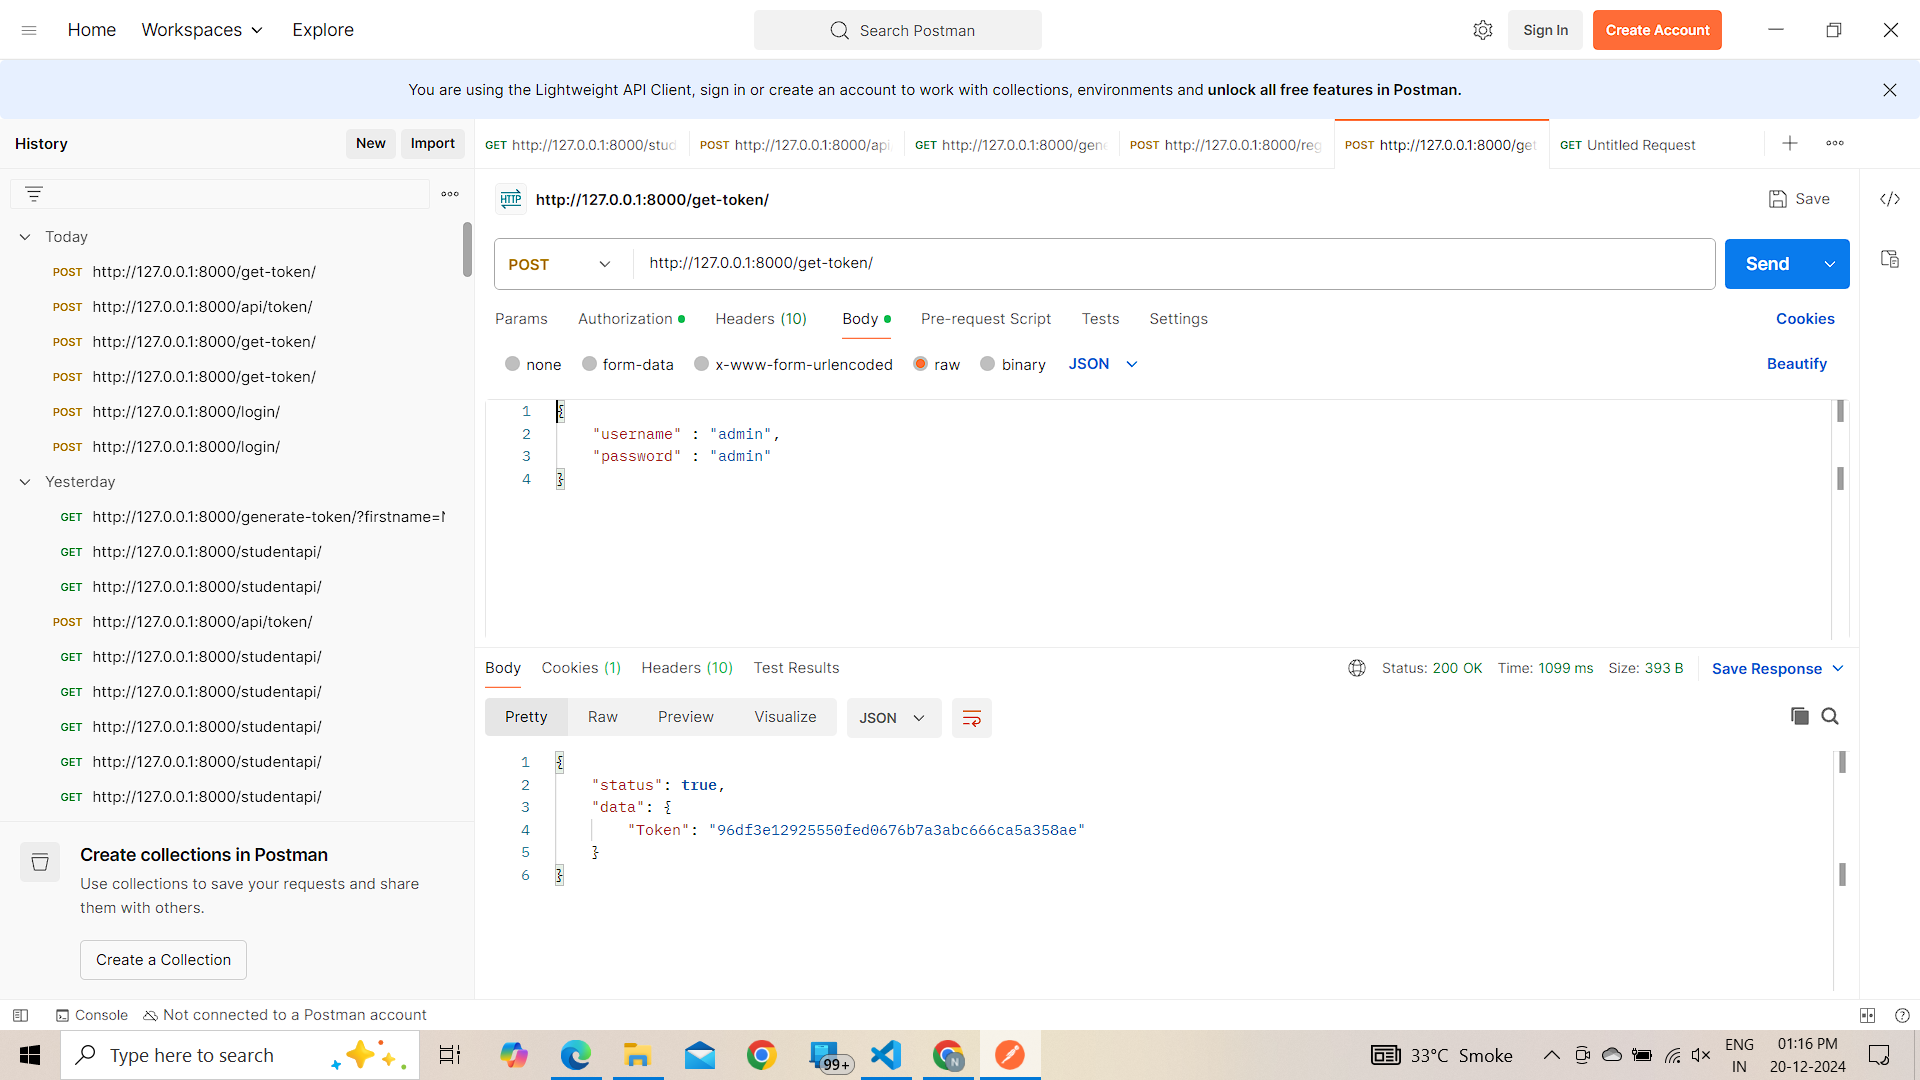 Home Workspaces Explore Search Postman Sign In Create Account
You are using the Lightweight API Client, sign in or create an account to work with collections, environments and unlock all free features in Postman.
History New Import
GET http://127.0.0.1:8000/stud POST http://127.0.0.1:8000/api GET http://127.0.0.1:8000/gen POST http://127.0.0.1:8000/reg POST http://127.0.0.1:8000/get GET Untitled Request
HTTP http://127.0.0.1:8000/get-token/ Save
Today
POST http://127.0.0.1:8000/get-token/
POST http://127.0.0.1:8000/api/token/
POST http://127.0.0.1:8000/get-token/
POST http://127.0.0.1:8000/get-token/
POST http://127.0.0.1:8000/login/
POST http://127.0.0.1:8000/login/
Yesterday
GET http://127.0.0.1:8000/generate-token/?firstname=
GET http://127.0.0.1:8000/studentapi/
GET http://127.0.0.1:8000/studentapi/
POST http://127.0.0.1:8000/api/token/
GET http://127.0.0.1:8000/studentapi/
GET http://127.0.0.1:8000/studentapi/
GET http://127.0.0.1:8000/studentapi/
GET http://127.0.0.1:8000/studentapi/
GET http://127.0.0.1:8000/studentapi/
Create collections in Postman
Use collections to save your requests and share
them with others.
Create a Collection
POST http://127.0.0.1:8000/get-token/ Send
Params Authorization Headers (10) Body Pre-request Script Tests Settings Cookies
none form-data x-www-form-urlencoded raw binary JSON Beautify
1 {
2 "username" : "admin",
3 "password" : "admin"
4 }
Body Cookies (1) Headers (10) Test Results Status: 200 OK Time: 1099 ms Size: 393 B Save Response
Pretty Raw Preview Visualize JSON
1 {
2 "status": true,
3 "data": {
4 "Token": "96df3e12925550fed0676b7a3abc666ca5a358ae"
5 }
6 }
Console Not connected to a Postman account
Type here to search 99+ N 33°C Smoke ENG 01:16 PM
IN 20-12-2024